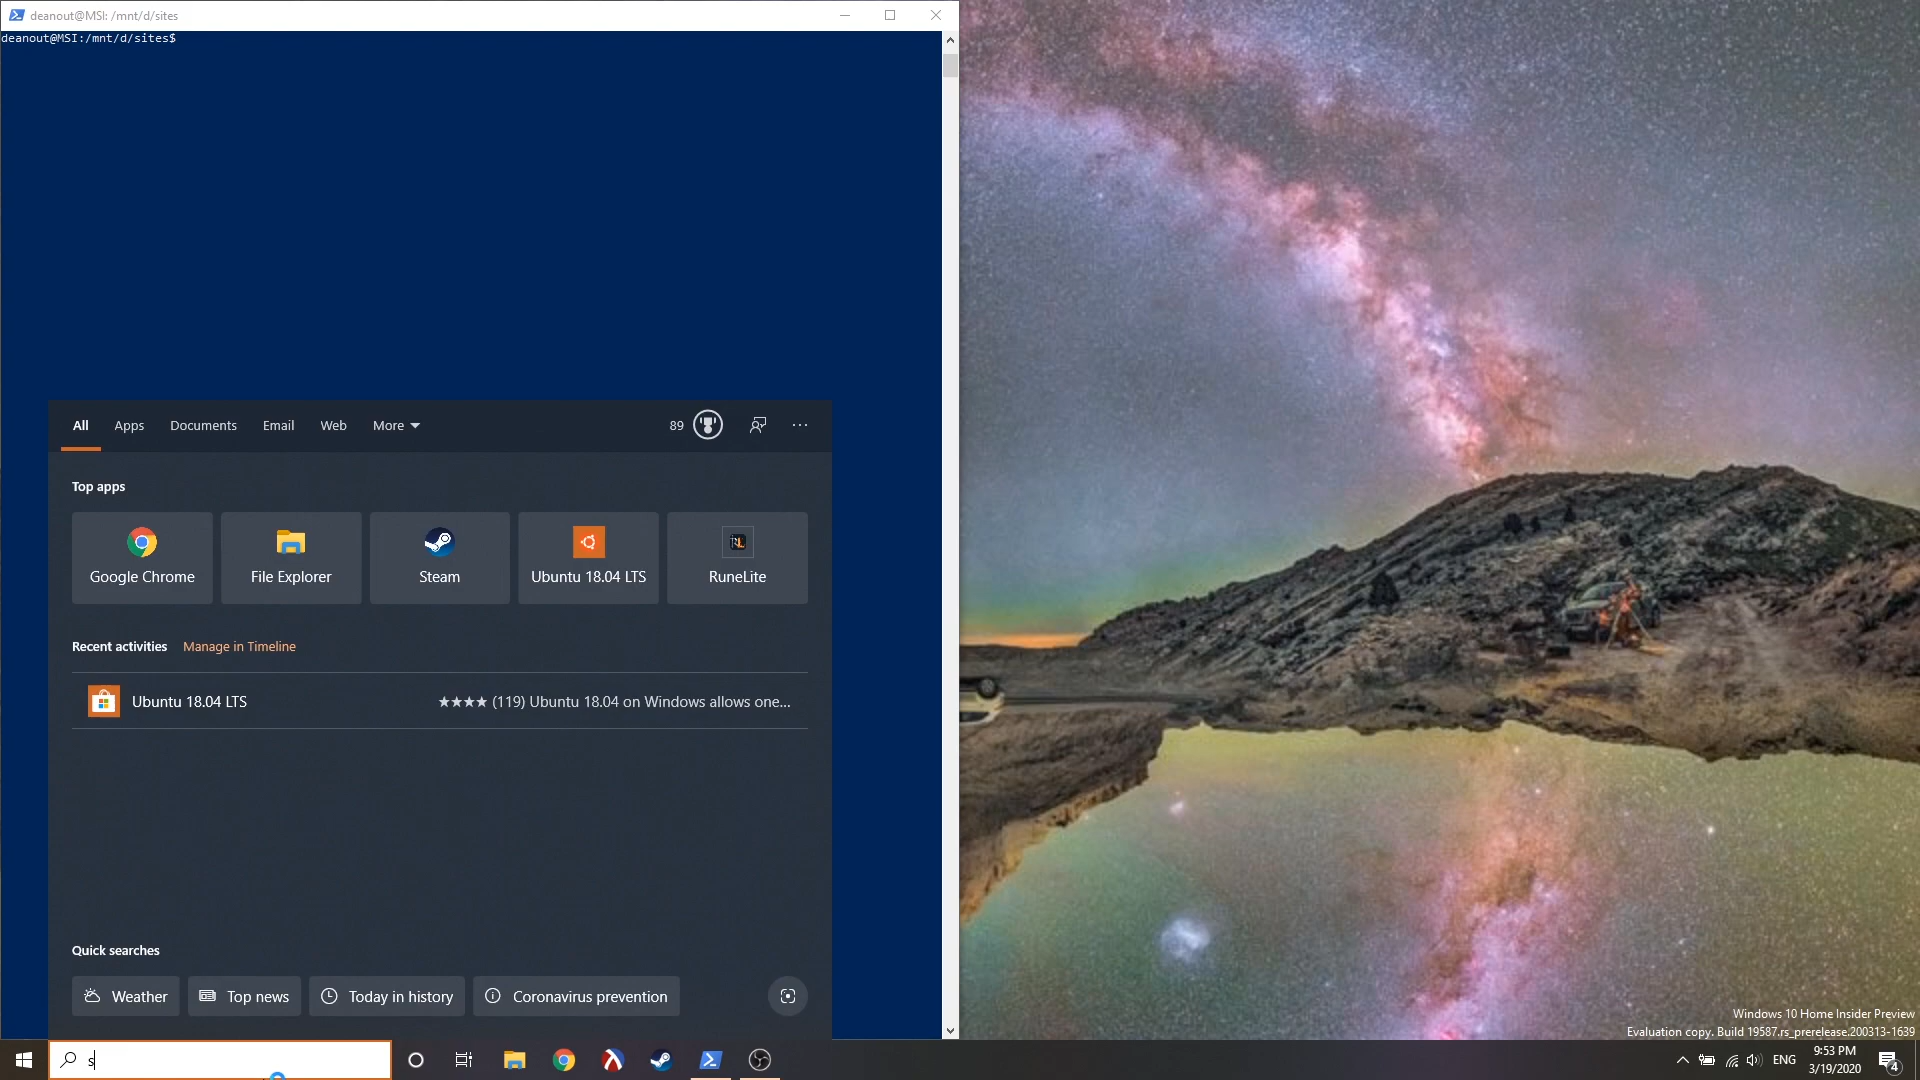 deanout@MSI: /mnt/d/sites
deanout@MSI:/mnt/d/sites$
All Apps Documents Email Web More 89
Top apps
Google Chrome File Explorer Steam Ubuntu 18.04 LTS RuneLite
Recent activities Manage in Timeline
Ubuntu 18.04 LTS ★★★★ (119) Ubuntu 18.04 on Windows allows one...
Quick searches
Weather Top news Today in history Coronavirus prevention
Windows 10 Home Insider Preview
Evaluation copy. Build 19587.rs_prerelease.200313-1639
s
ENG
9:53 PM
3/19/2020
4